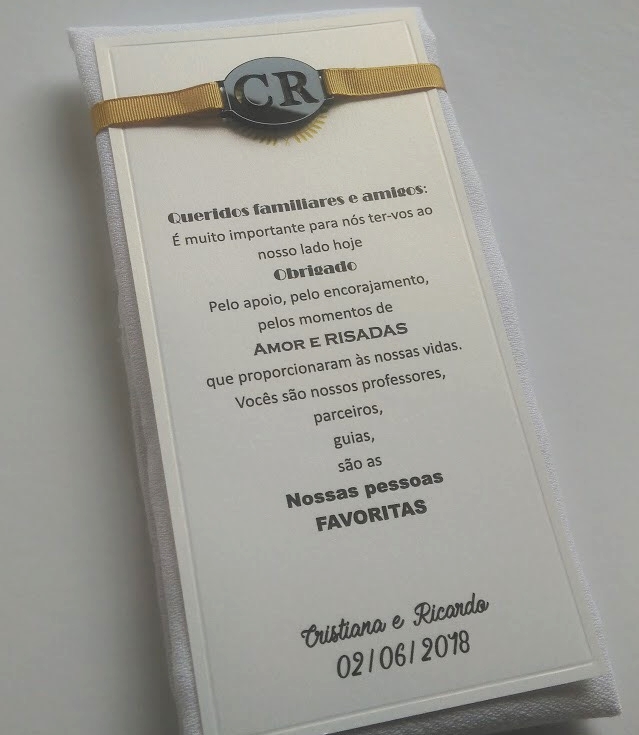 CR
Queridos familiares e amigos:
É muito importante para nós ter-vos ao
nosso lado hoje
Obrigado
Pelo apoio, pelo encorajamento,
pelos momentos de
AMOR E RISADAS
que proporcionaram às nossas vidas.
Vocês são nossos professores,
parceiros,
guias,
são as
Nossas pessoas
FAVORITAS
Cristiana e Ricardo
02/06/2018